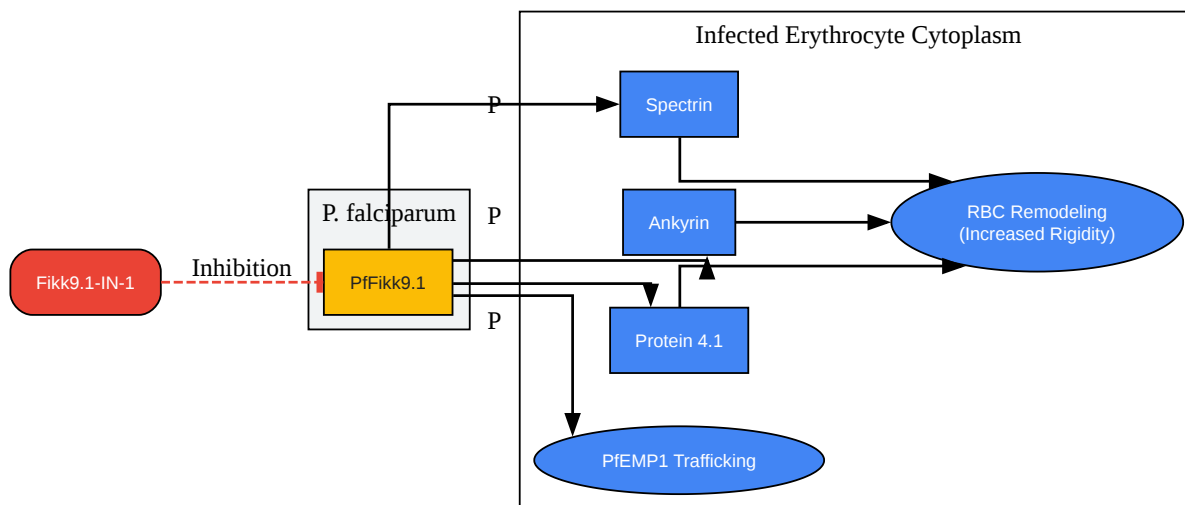 Infected Erythrocyte Cytoplasm
P
Spectrin
P. falciparum
P
Ankyrin
RBC Remodeling
(Increased Rigidity)
Fikk9.1-IN-1
Inhibition
PfFikk9.1
P
Protein 4.1
PfEMP1 Trafficking